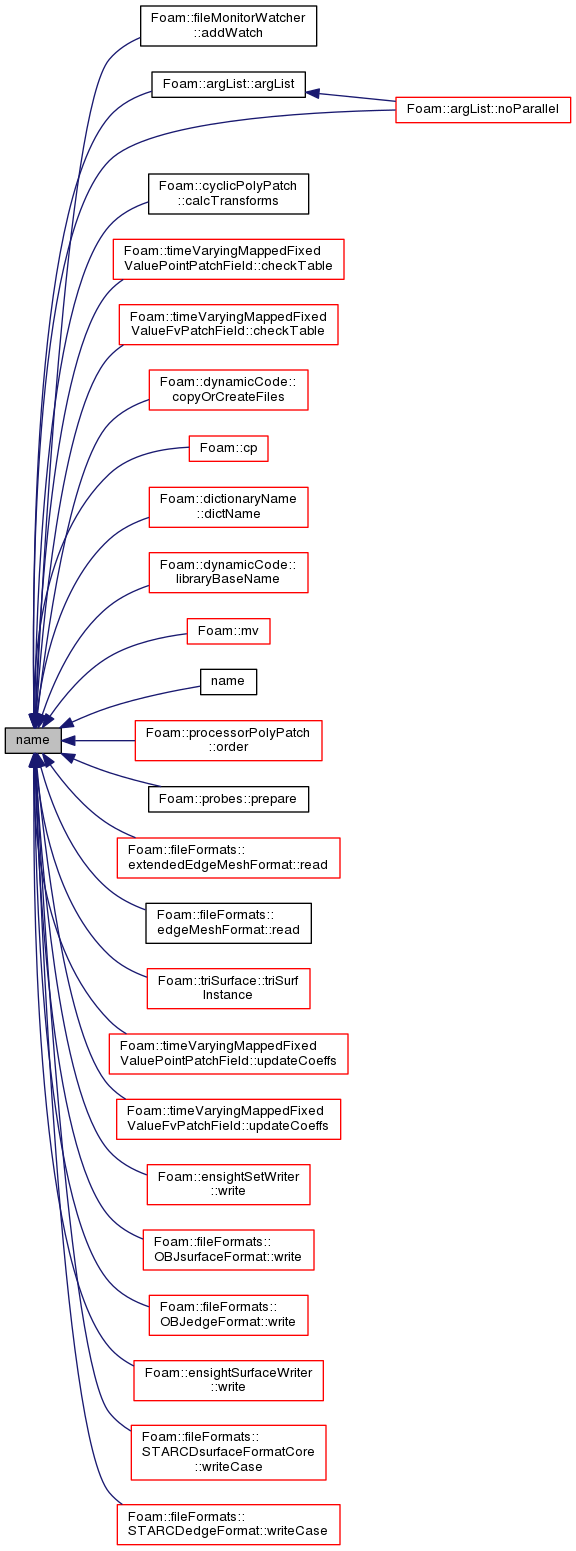 Foam::fileMonitorWatcher
::addWatch
Foam::argList::argList
Foam::argList::noParallel
Foam::cyclicPolyPatch
::calcTransforms
Foam::timeVaryingMappedFixed
ValuePointPatchField::checkTable
Foam::timeVaryingMappedFixed
ValueFvPatchField::checkTable
Foam::dynamicCode::
copyOrCreateFiles
Foam::cp
Foam::dictionaryName
::dictName
Foam::dynamicCode::
libraryBaseName
Foam::mv
name
name
Foam::processorPolyPatch
::order
Foam::probes::prepare
Foam::fileFormats::
extendedEdgeMeshFormat::read
Foam::fileFormats::
edgeMeshFormat::read
Foam::triSurface::triSurf
Instance
Foam::timeVaryingMappedFixed
ValuePointPatchField::updateCoeffs
Foam::timeVaryingMappedFixed
ValueFvPatchField::updateCoeffs
Foam::ensightSetWriter
::write
Foam::fileFormats::
OBJsurfaceFormat::write
Foam::fileFormats::
OBJedgeFormat::write
Foam::ensightSurfaceWriter
::write
Foam::fileFormats::
STARCDsurfaceFormatCore
::writeCase
Foam::fileFormats::
STARCDedgeFormat::writeCase